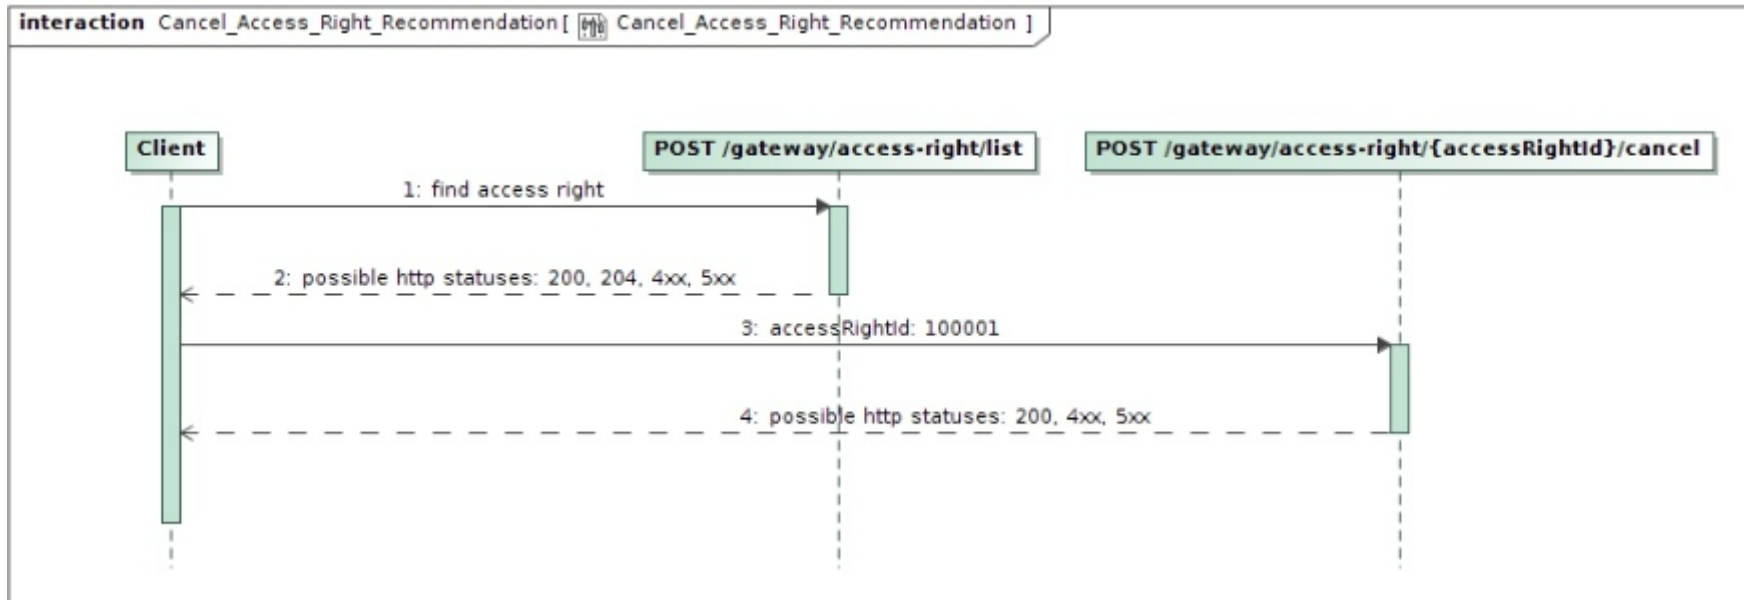 interaction Cancel_Access_Right_Recommendation [ Cancel_Access_Right_Recommendation ]
Client
POST /gateway/access-right/list
POST /gateway/access-right/{accessRightId}/cancel
1: find access right
2: possible http statuses: 200, 204, 4xx, 5xx
3: accessRightId: 100001
4: possible http statuses: 200, 4xx, 5xx